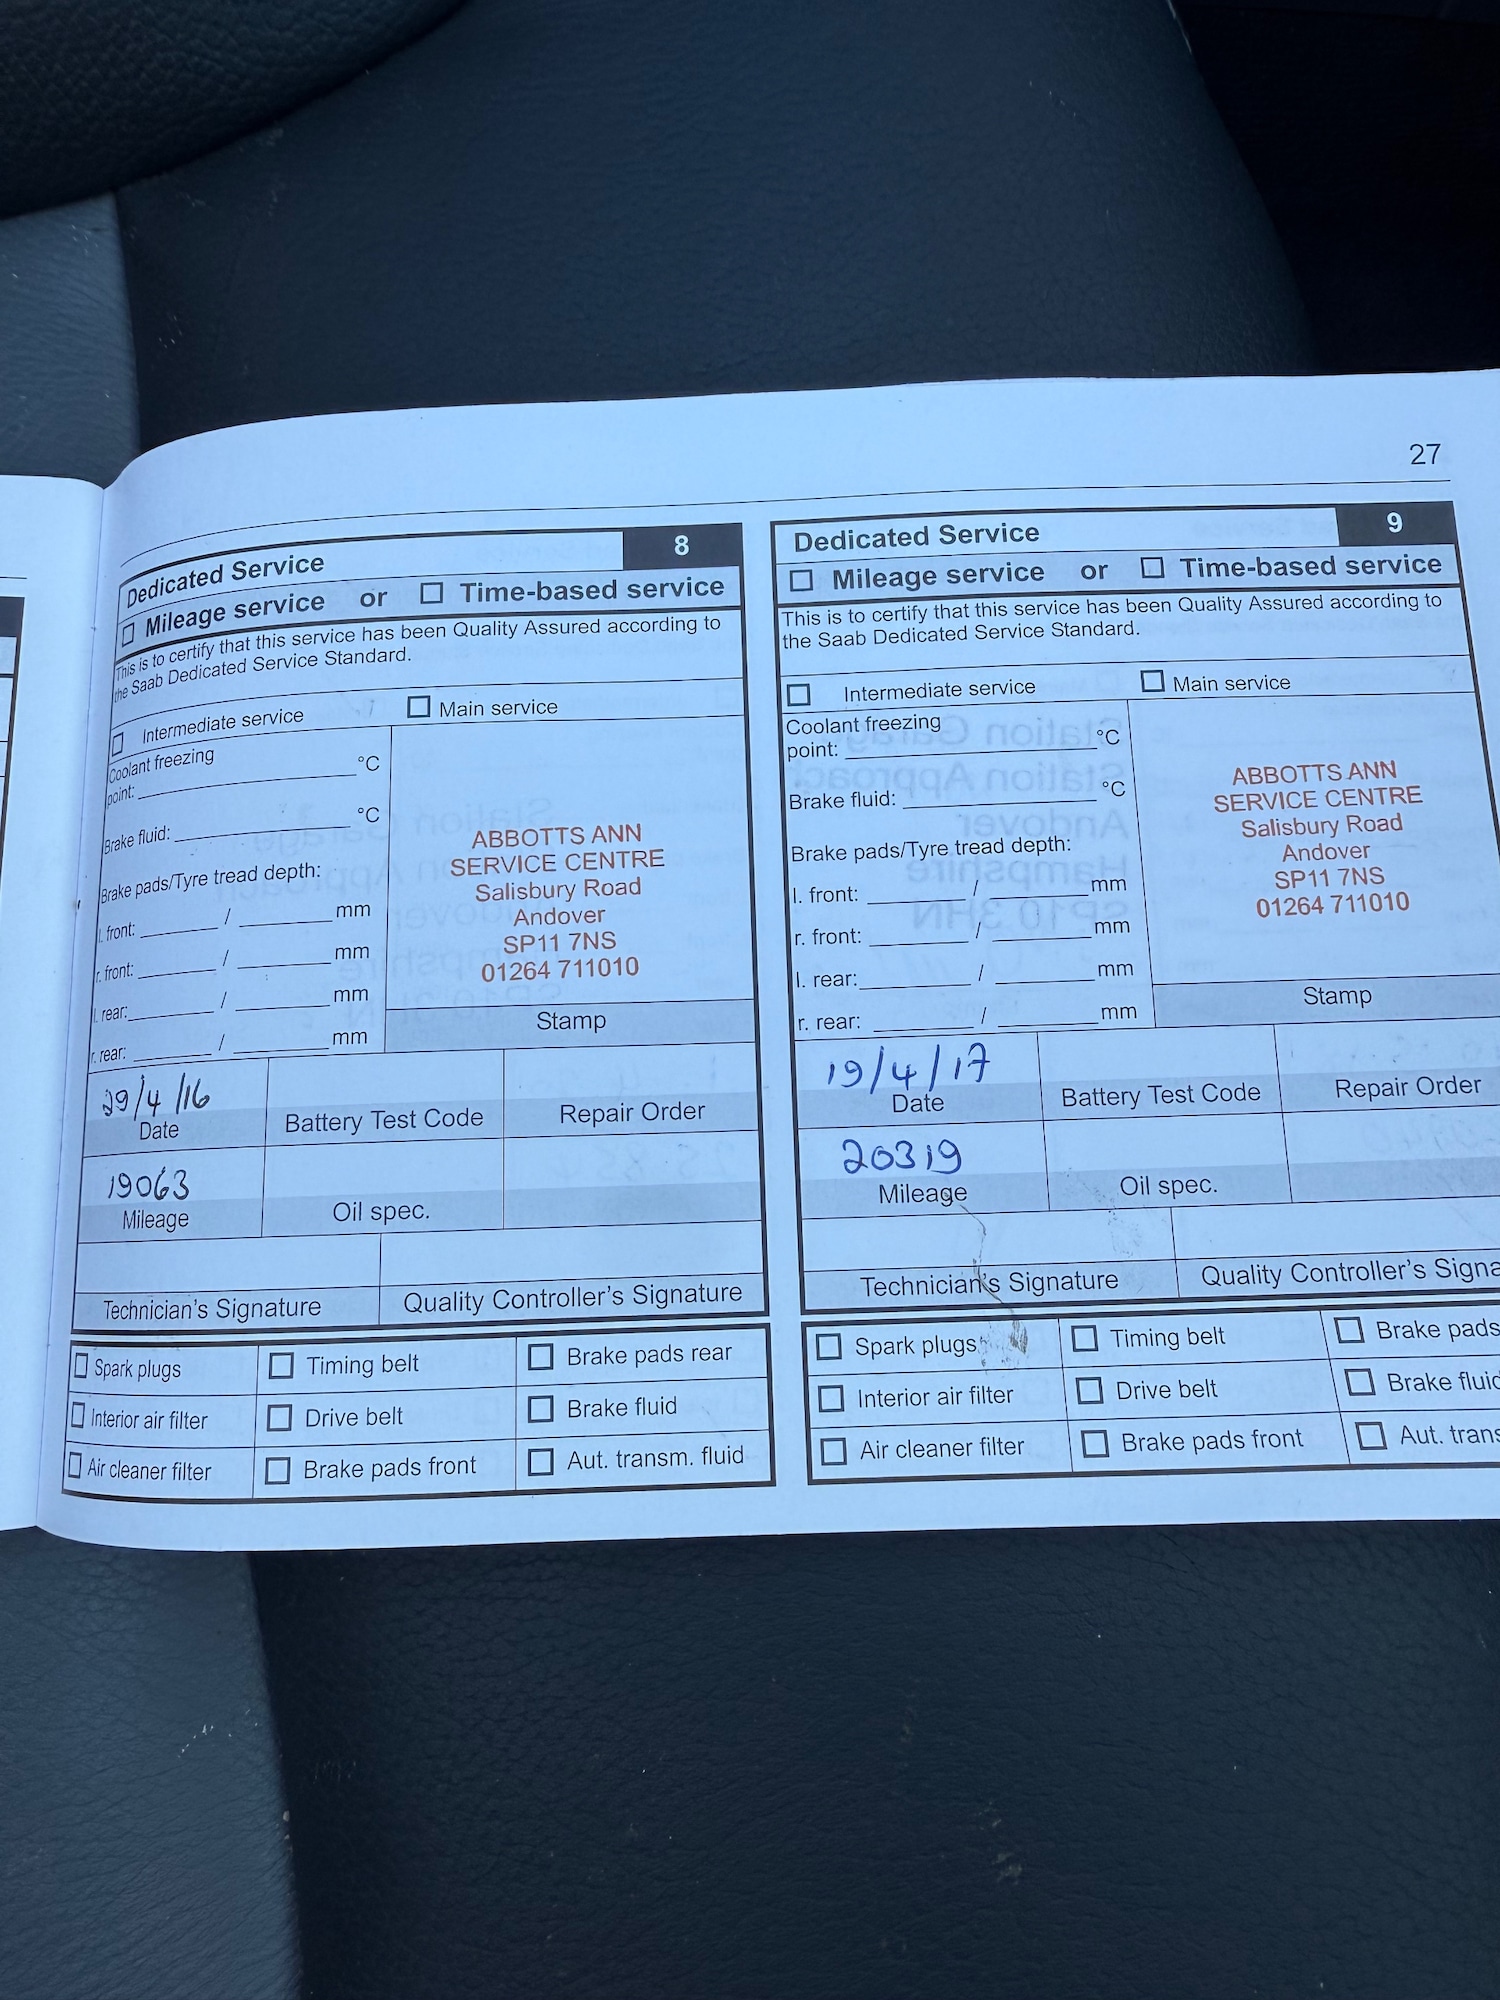 27
Dedicated Service 8
Mileage service or Time-based service
This is to certify that this service has been Quality Assured according to
the Saab Dedicated Service Standard.
Intermediate service Main service
Coolant freezing
point: °C
Brake fluid: °C
Brake pads/Tyre tread depth:
l. front: / mm
r. front: / mm
l. rear: / mm
r. rear: / mm
ABBOTTS ANN
SERVICE CENTRE
Salisbury Road
Andover
SP11 7NS
01264 711010
Stamp
29/4/16
Date Battery Test Code Repair Order
19063
Mileage Oil spec.
Technician's Signature Quality Controller's Signature
Spark plugs Timing belt Brake pads rear
Interior air filter Drive belt Brake fluid
Air cleaner filter Brake pads front Aut. transm. fluid
Dedicated Service 9
Mileage service or Time-based service
This is to certify that this service has been Quality Assured according to
the Saab Dedicated Service Standard.
Intermediate service Main service
Coolant freezing
point: °C
Brake fluid: °C
Brake pads/Tyre tread depth:
l. front: / mm
r. front: / mm
l. rear: / mm
r. rear: / mm
ABBOTTS ANN
SERVICE CENTRE
Salisbury Road
Andover
SP11 7NS
01264 711010
Stamp
19/4/17
Date Battery Test Code Repair Order
20319
Mileage Oil spec.
Technician's Signature Quality Controller's Signa
Spark plugs Timing belt Brake pads
Interior air filter Drive belt Brake fluid
Air cleaner filter Brake pads front Aut. trans